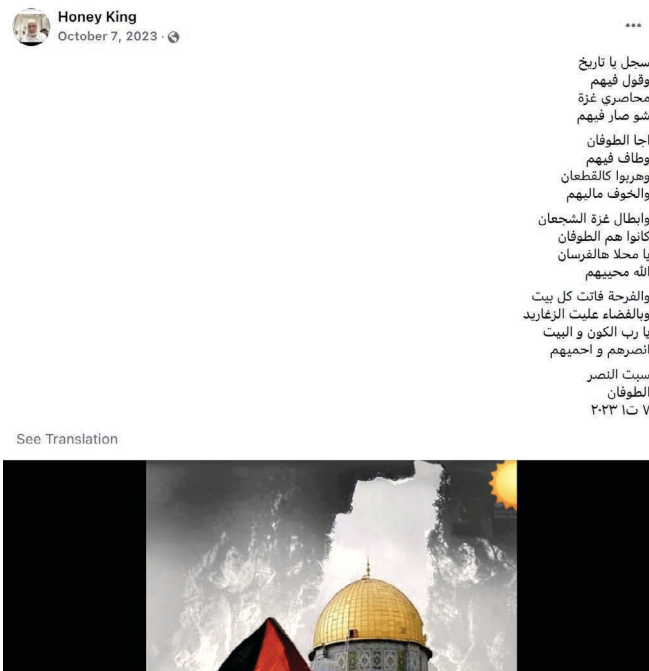 Honey King
October 7, 2023 ·
سجل يا تاريخ
وقول فيهم
محاصري غزة
شو صار فيهم
اجا الطوفان
وطاف فيهم
وهربوا كالقطعان
والخوف ماليهم
وابطال غزة الشجعان
كانوا هم الطوفان
يا محلا هالفرسان
الله محييهم
والفرحة فاتت كل بيت
وبالفضاء عليت الزغاريد
يا رب الكون و البيت
انصرهم و احميهم
سبت النصر
الطوفان
٧ ت١ ٢٠٢٣
See Translation